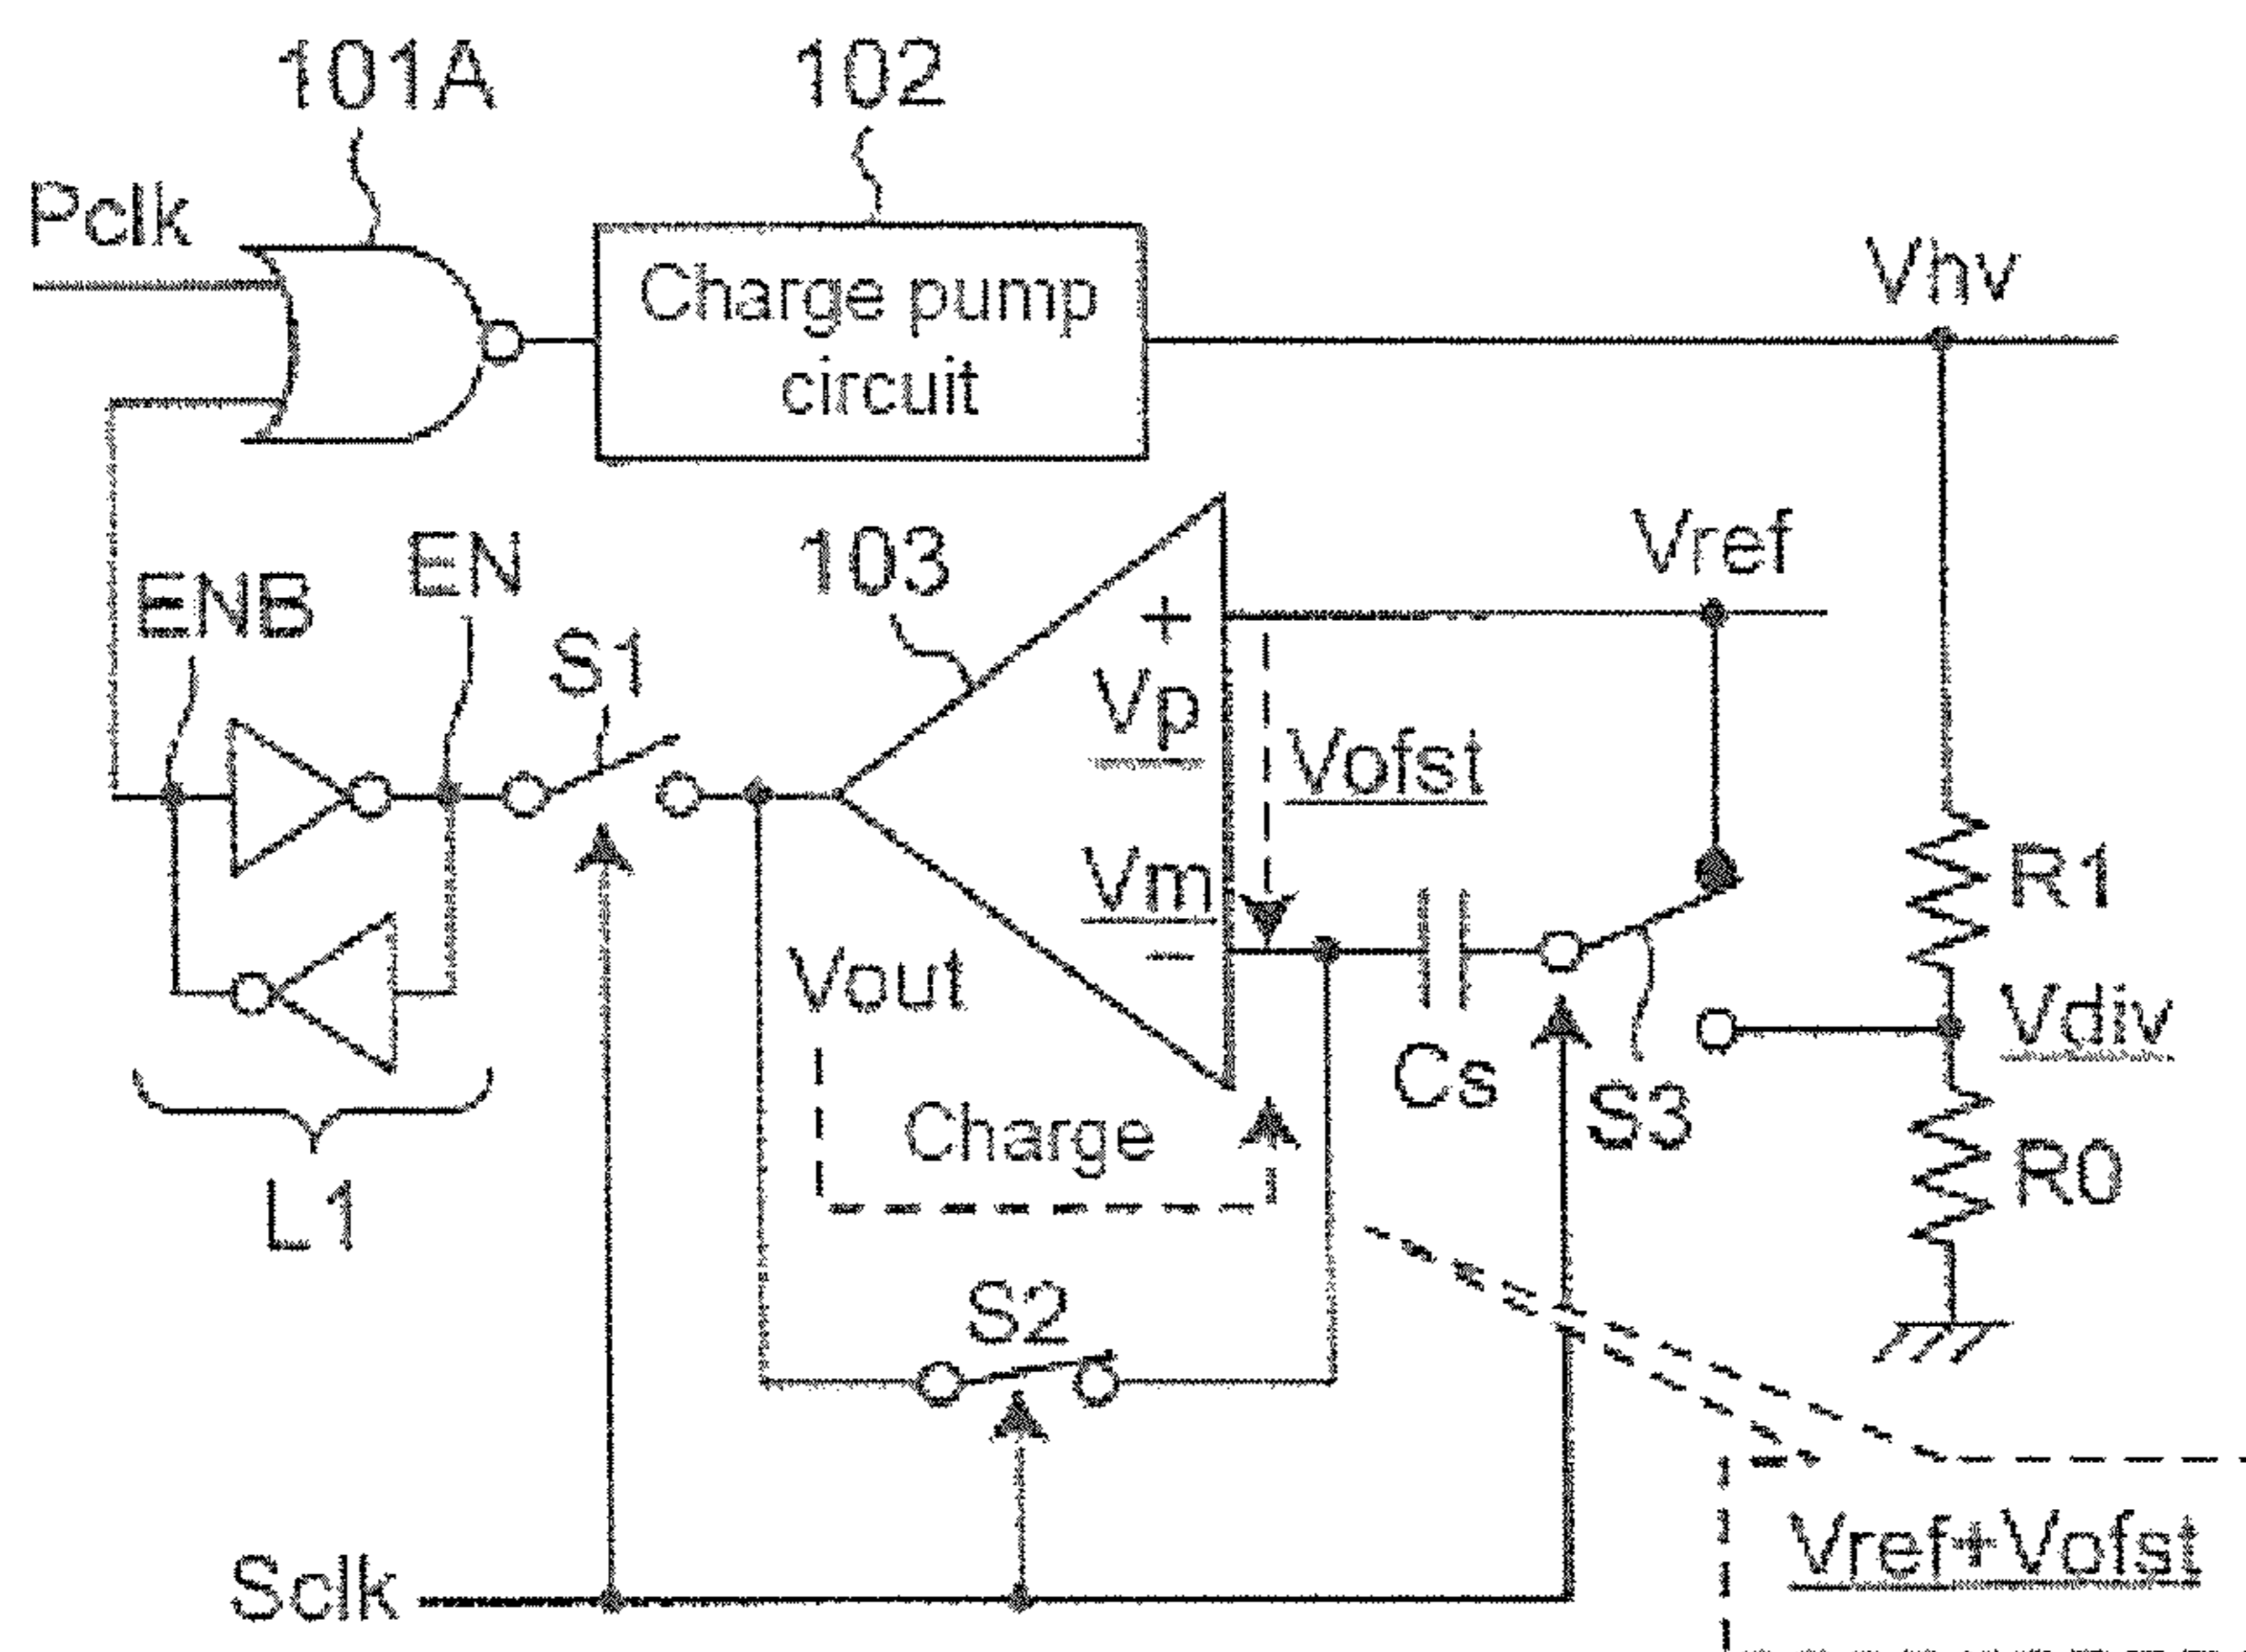 101A
102
Pclk
Charge pump
circuit
Vhv
ENB
EN
S1
103
+
Vp
Vref
Vofst
Vm
-
R1
Vout
Cs
S3
Vdiv
Charge
R0
L1
S2
Sclk
Vref+Vofst